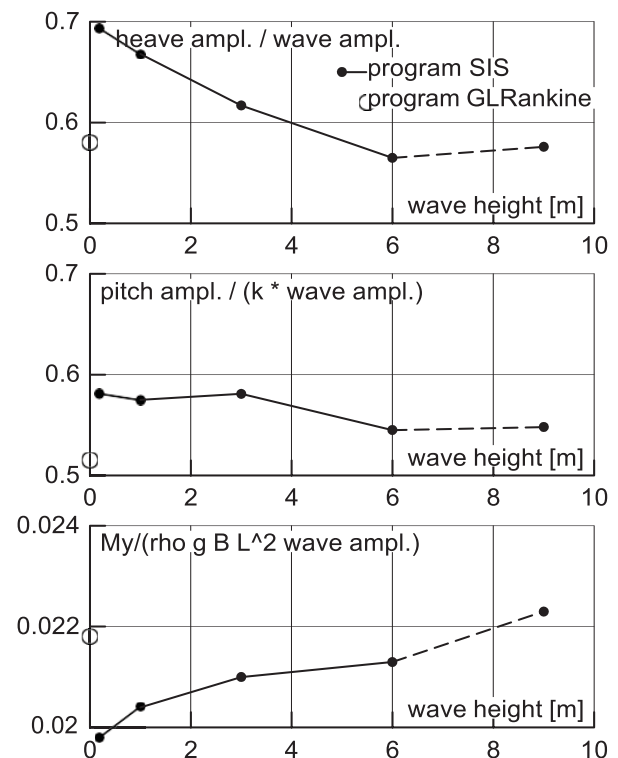 0.7
heave ampl. / wave ampl.
program SIS
program GLRankine
0.6
wave height [m]
0.5
0 2 4 6 8 10
0.7
pitch ampl. / (k * wave ampl.)
0.6
wave height [m]
0.5
0 2 4 6 8 10
0.024
My/(rho g B L^2 wave ampl.)
0.022
wave height [m]
0.02
0 2 4 6 8 10